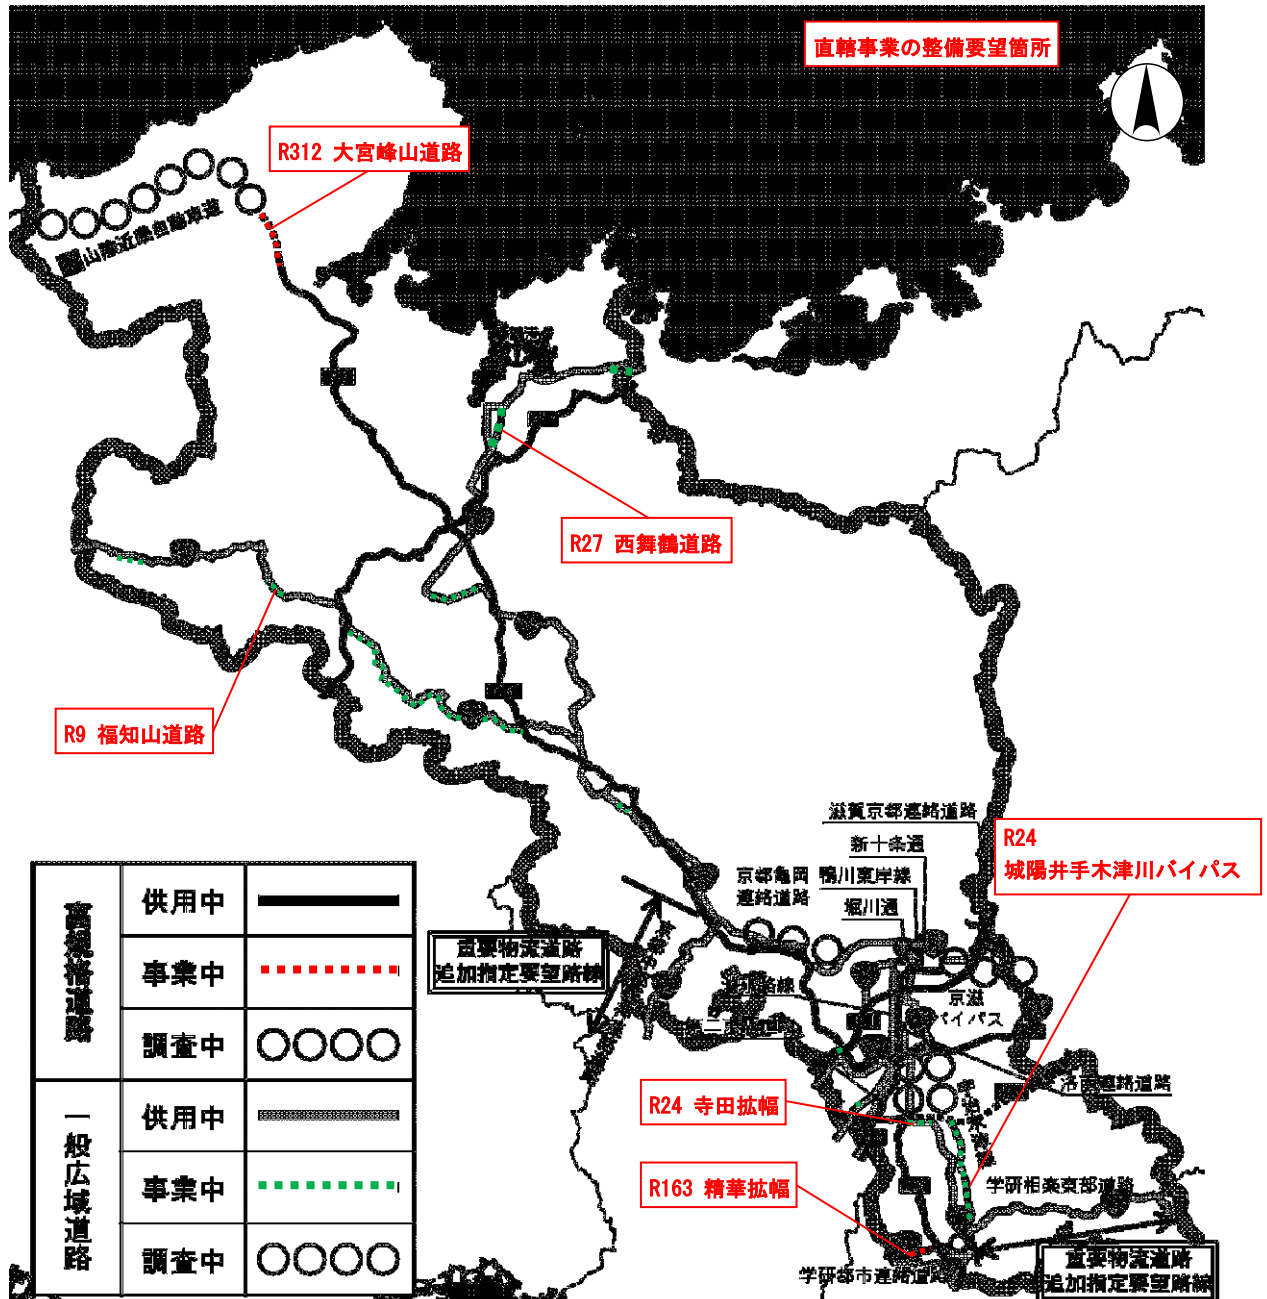 直轄事業の整備要望箇所
R312 大宮峰山道路
山陰近畿自動車道
R27 西舞鶴道路
R9 福知山道路
滋賀京都連絡道路
新十条通
京都亀岡
連絡道路
鴨川東岸線
堀川通
R24
城陽井手木津川バイパス
重要物流道路
追加指定要望路線
京滋
バイパス
洛南連絡道路
R24 寺田拡幅
R163 精華拡幅
学研相楽東部道路
学研都市連絡道路
重要物流道路
追加指定要望路線
高規格道路
供用中
事業中
調査中
一般広域道路
供用中
事業中
調査中